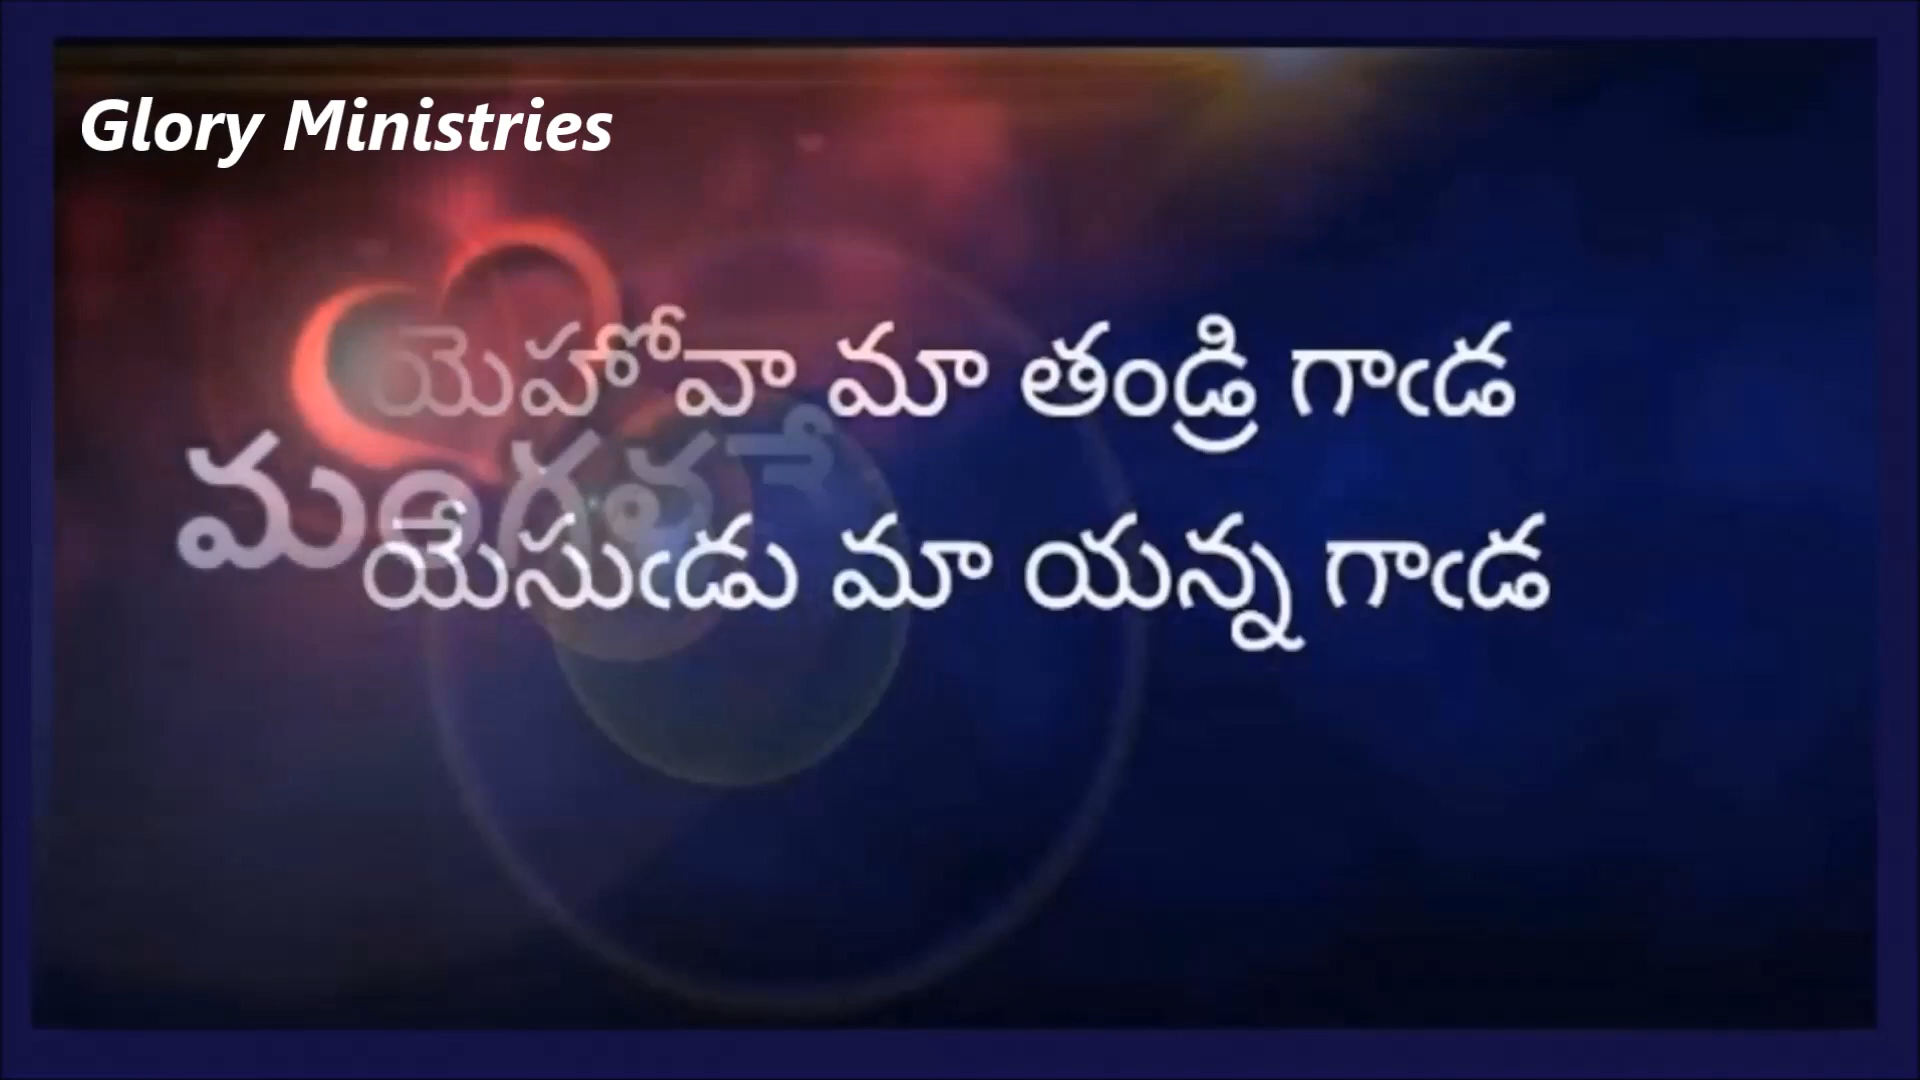 Glory Ministries
యెహోవా మా తండ్రి గాఁడ
యేసుఁడు మా యన్న గాఁడ